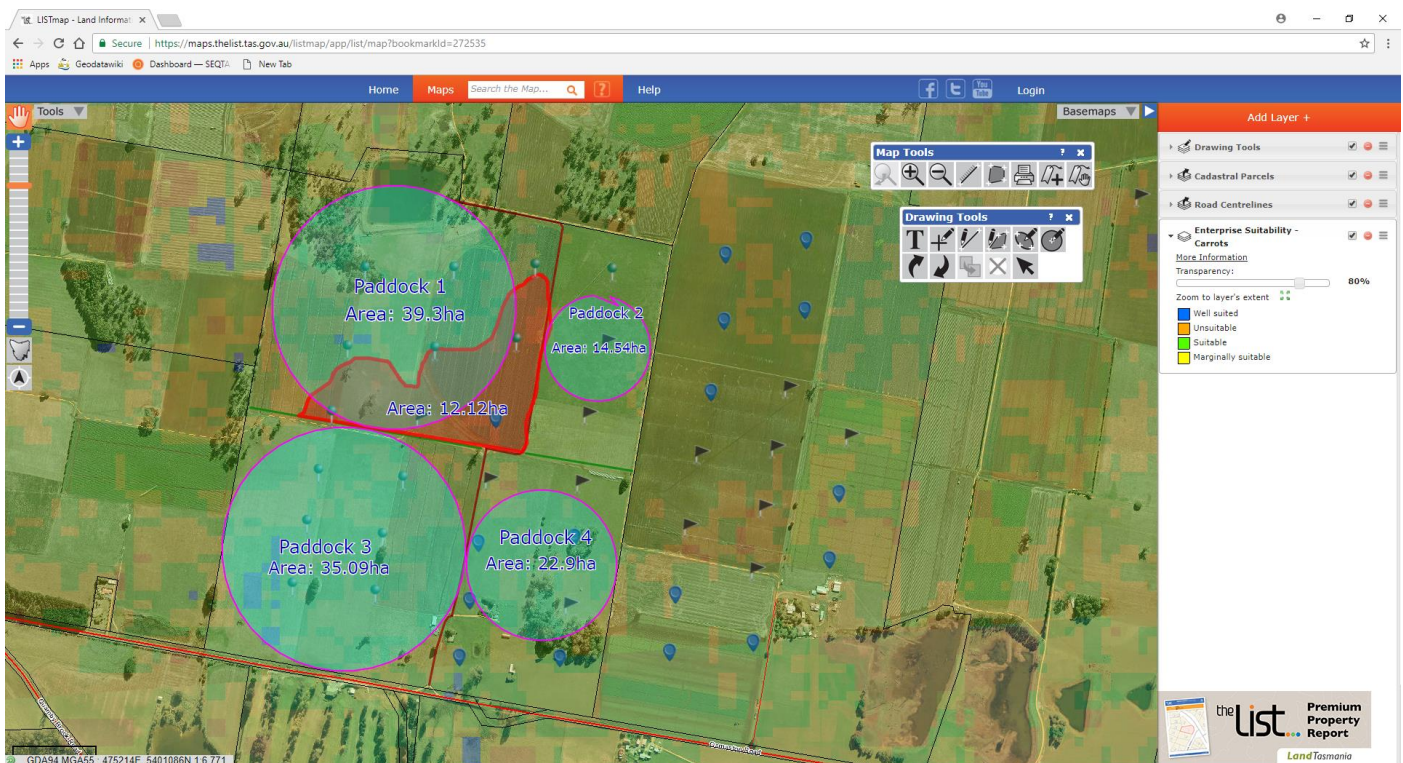 LISTmap - Land Informat
Secure https://maps.thelist.tas.gov.au/listmap/app/list/map?bookmarkId=272535
Apps Geodatawiki Dashboard — SEQTA New Tab
Home Maps Search the Map... ? Help f t You Tube Login
Tools
Basemaps
Add Layer +
Map Tools ? x
Drawing Tools ? x
T
Drawing Tools
Cadastral Parcels
Road Centrelines
Enterprise Suitability -
Carrots
More Information
Transparency:
80%
Zoom to layer's extent
Well suited
Unsuitable
Suitable
Marginally suitable
Paddock 1
Area: 39.3ha
Paddock 2
Area: 14.54ha
Area: 12.12ha
Paddock 3
Area: 35.09ha
Paddock 4
Area: 22.9ha
the List...
Premium
Property
Report
LandTasmania
GDA94 MGA55 : 475214E, 5401086N 1:6,771